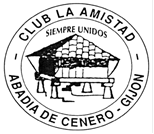 - CLUB LA AMISTAD -
SIEMPRE UNIDOS
ABADIA DE CENERO - GIJON